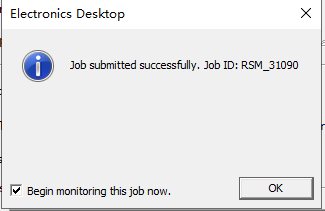 Electronics Desktop
Job submitted successfully. Job ID: RSM_31090
Begin monitoring this job now.
OK